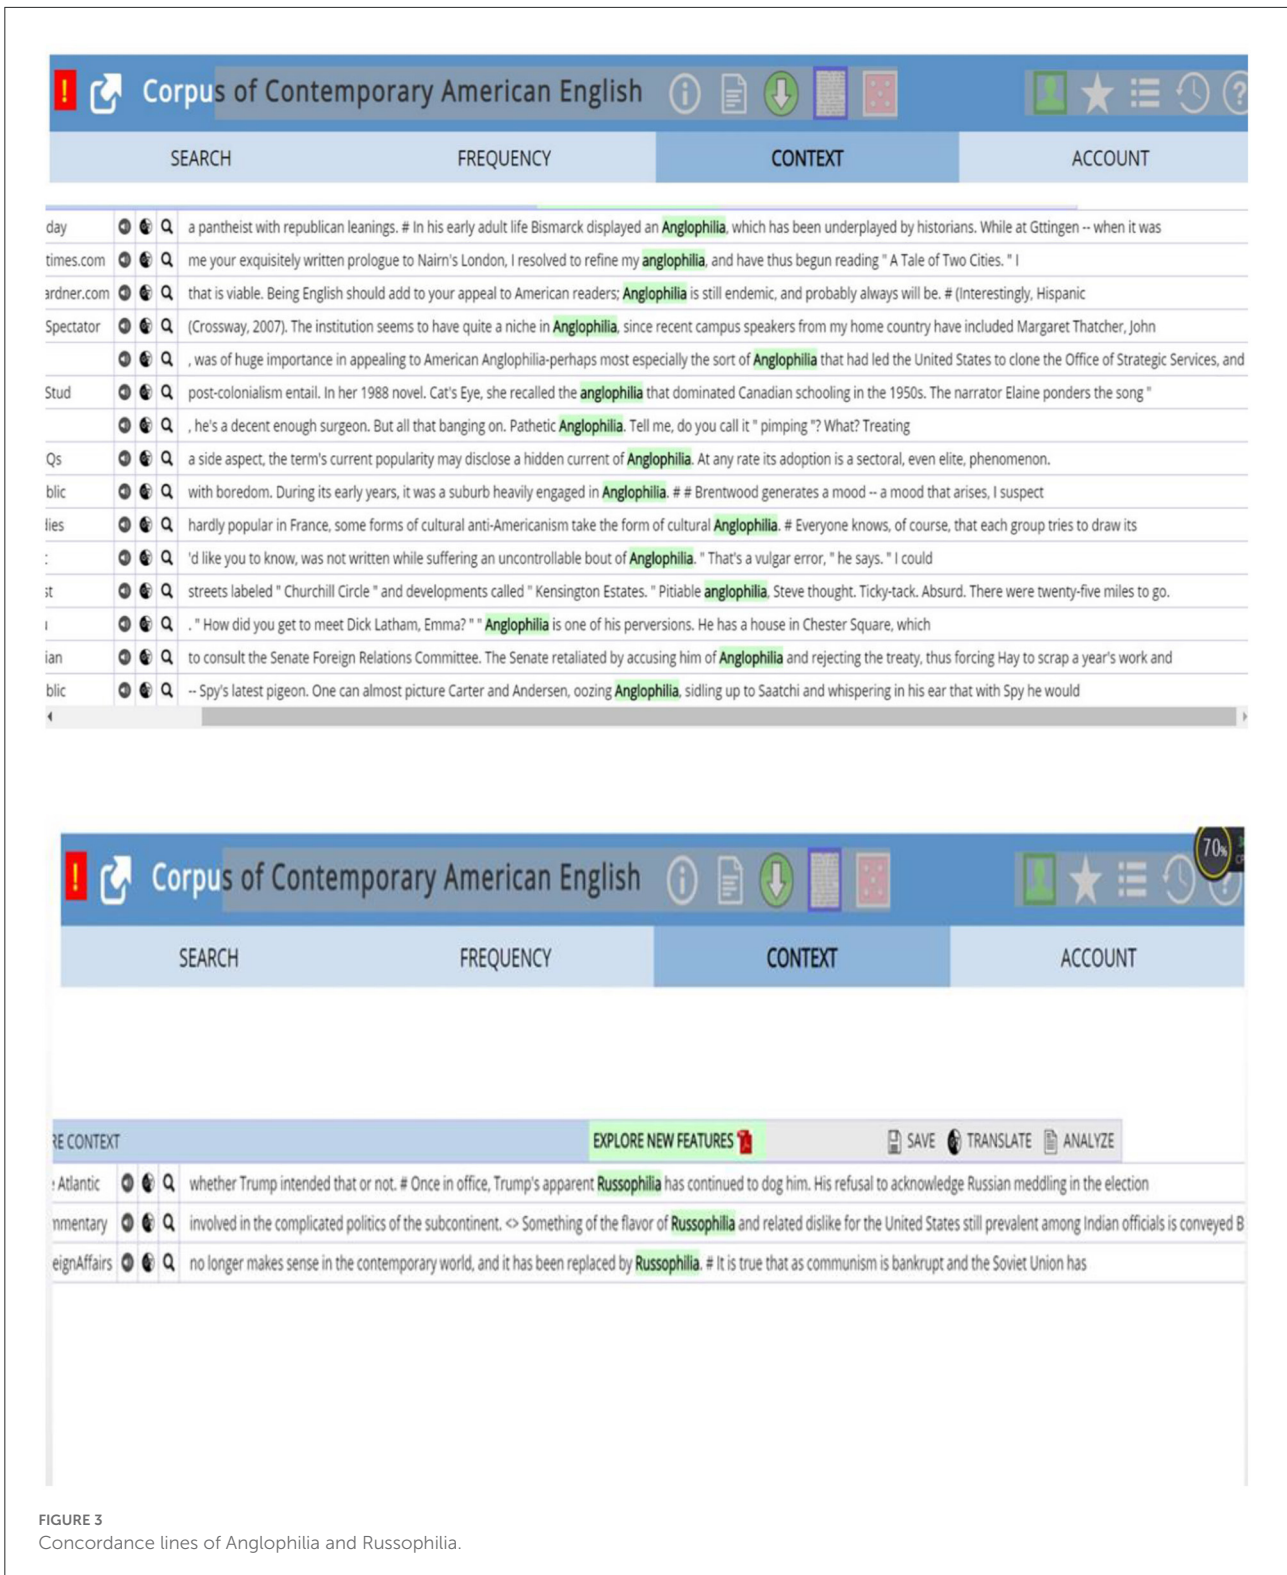 ! Corpus of Contemporary American English
SEARCH FREQUENCY CONTEXT ACCOUNT
day a pantheist with republican leanings. # In his early adult life Bismarck displayed an Anglophilia, which has been underplayed by historians. While at Gttingen -- when it was
times.com me your exquisitely written prologue to Nairn's London, I resolved to refine my anglophilia, and have thus begun reading " A Tale of Two Cities. " I
ardner.com that is viable. Being English should add to your appeal to American readers; Anglophilia is still endemic, and probably always will be. # (Interestingly, Hispanic
Spectator (Crossway, 2007). The institution seems to have quite a niche in Anglophilia, since recent campus speakers from my home country have included Margaret Thatcher, John
, was of huge importance in appealing to American Anglophilia-perhaps most especially the sort of Anglophilia that had led the United States to clone the Office of Strategic Services, and
Stud post-colonialism entail. In her 1988 novel. Cat's Eye, she recalled the anglophilia that dominated Canadian schooling in the 1950s. The narrator Elaine ponders the song "
, he's a decent enough surgeon. But all that banging on. Pathetic Anglophilia. Tell me, do you call it " pimping "? What? Treating
Qs a side aspect, the term's current popularity may disclose a hidden current of Anglophilia. At any rate its adoption is a sectoral, even elite, phenomenon.
blic with boredom. During its early years, it was a suburb heavily engaged in Anglophilia. # # Brentwood generates a mood -- a mood that arises, I suspect
dies hardly popular in France, some forms of cultural anti-Americanism take the form of cultural Anglophilia. # Everyone knows, of course, that each group tries to draw its
: 'd like you to know, was not written while suffering an uncontrollable bout of Anglophilia. " That's a vulgar error, " he says. " I could
st streets labeled " Churchill Circle " and developments called " Kensington Estates. " Pitiable anglophilia, Steve thought. Ticky-tack. Absurd. There were twenty-five miles to go.
. " How did you get to meet Dick Latham, Emma? " " Anglophilia is one of his perversions. He has a house in Chester Square, which
ian to consult the Senate Foreign Relations Committee. The Senate retaliated by accusing him of Anglophilia and rejecting the treaty, thus forcing Hay to scrap a year's work and
blic -- Spy's latest pigeon. One can almost picture Carter and Andersen, oozing Anglophilia, sidling up to Saatchi and whispering in his ear that with Spy he would
70%
! Corpus of Contemporary American English
SEARCH FREQUENCY CONTEXT ACCOUNT
RE CONTEXT EXPLORE NEW FEATURES SAVE TRANSLATE ANALYZE
: Atlantic whether Trump intended that or not. # Once in office, Trump's apparent Russophilia has continued to dog him. His refusal to acknowledge Russian meddling in the election
mmentary involved in the complicated politics of the subcontinent. <> Something of the flavor of Russophilia and related dislike for the United States still prevalent among Indian officials is conveyed B
eignAffairs no longer makes sense in the contemporary world, and it has been replaced by Russophilia. # It is true that as communism is bankrupt and the Soviet Union has
FIGURE 3
Concordance lines of Anglophilia and Russophilia.